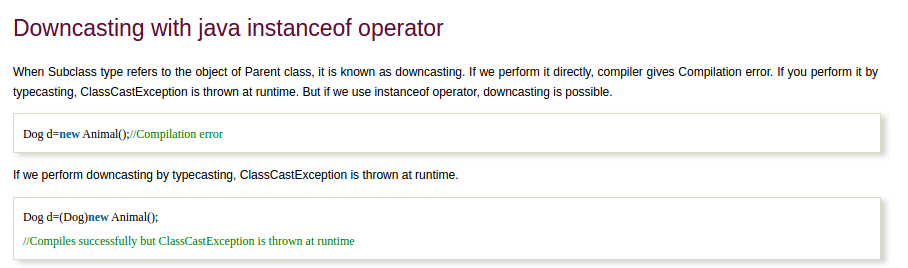 Downcasting with java instanceof operator
When Subclass type refers to the object of Parent class, it is known as downcasting. If we perform it directly, compiler gives Compilation error. If you perform it by
typecasting, ClassCastException is thrown at runtime. But if we use instanceof operator, downcasting is possible.
Dog d=new Animal();//Compilation error
If we perform downcasting by typecasting, ClassCastException is thrown at runtime.
Dog d=(Dog)new Animal();
//Compiles successfully but ClassCastException is thrown at runtime